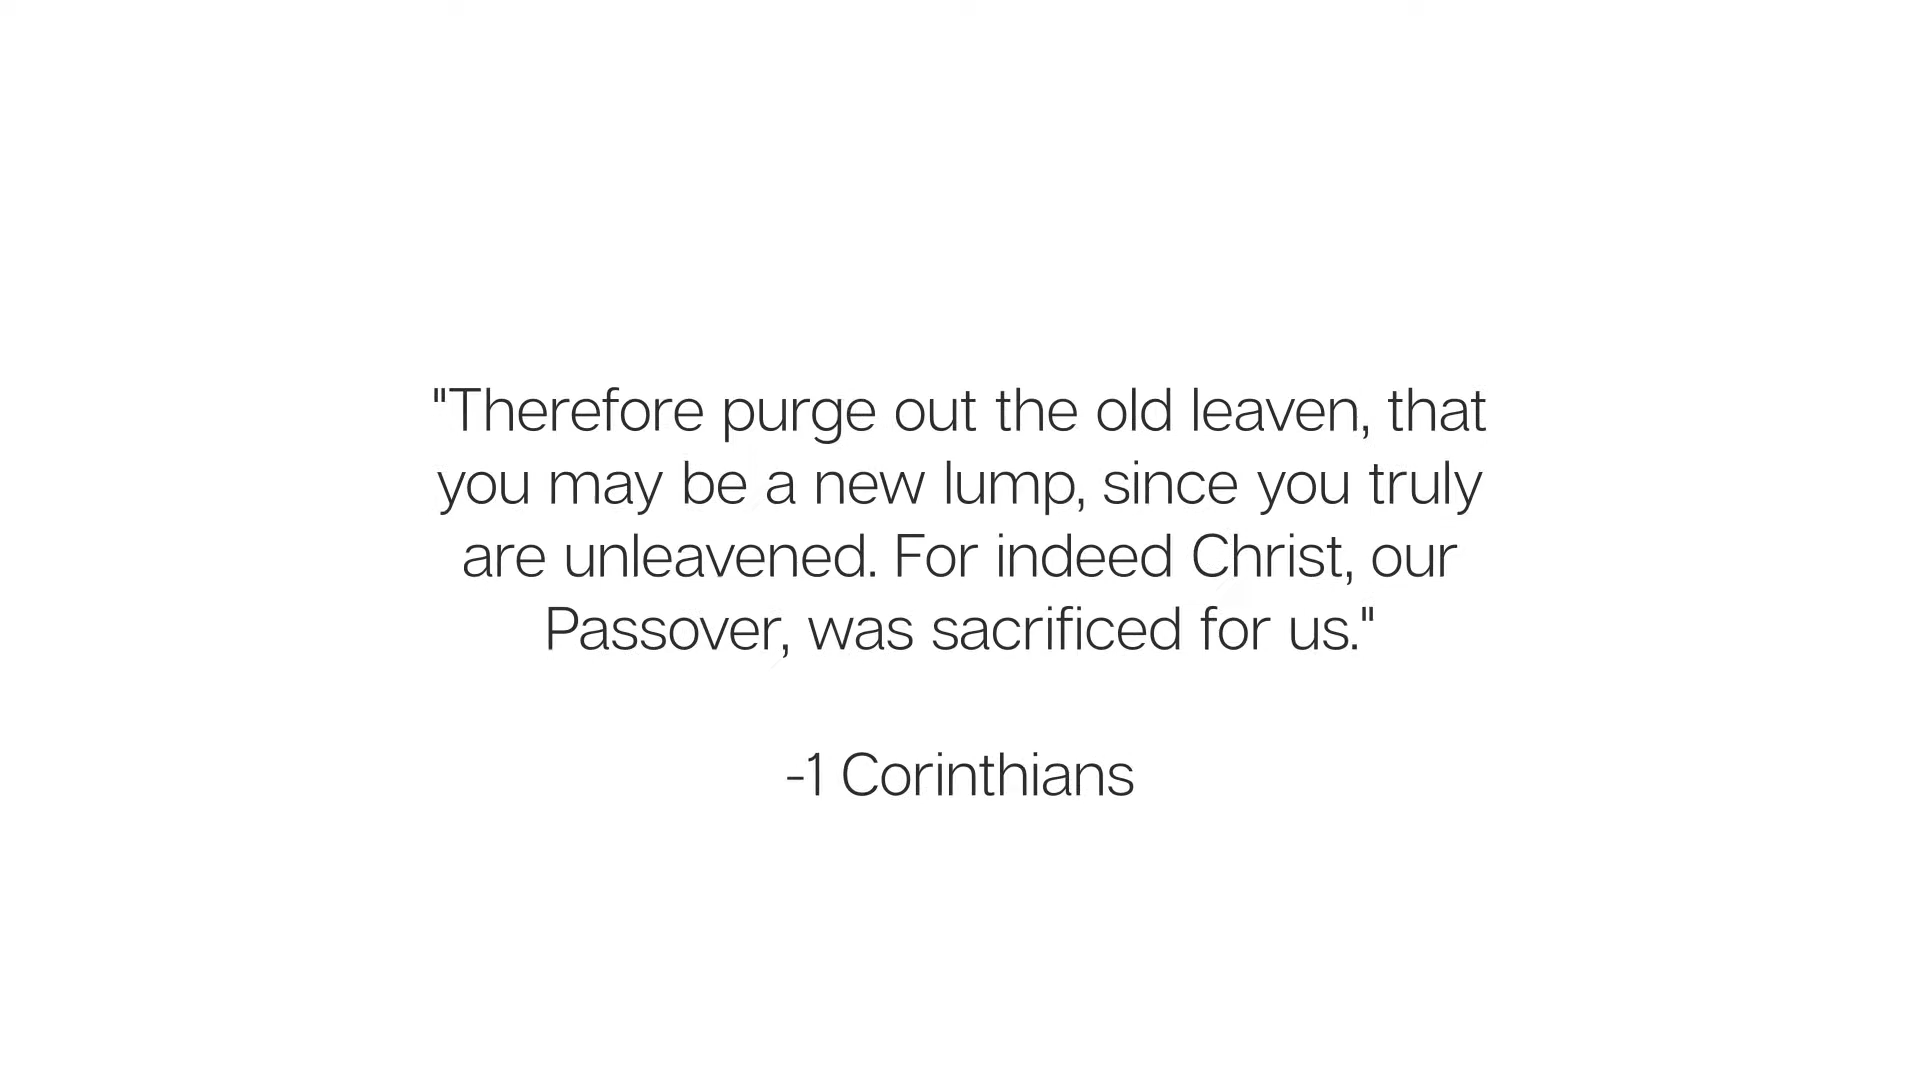 "Therefore purge out the old leaven, that
you may be a new lump, since you truly
are unleavened. For indeed Christ, our
Passover, was sacrificed for us."
-1 Corinthians